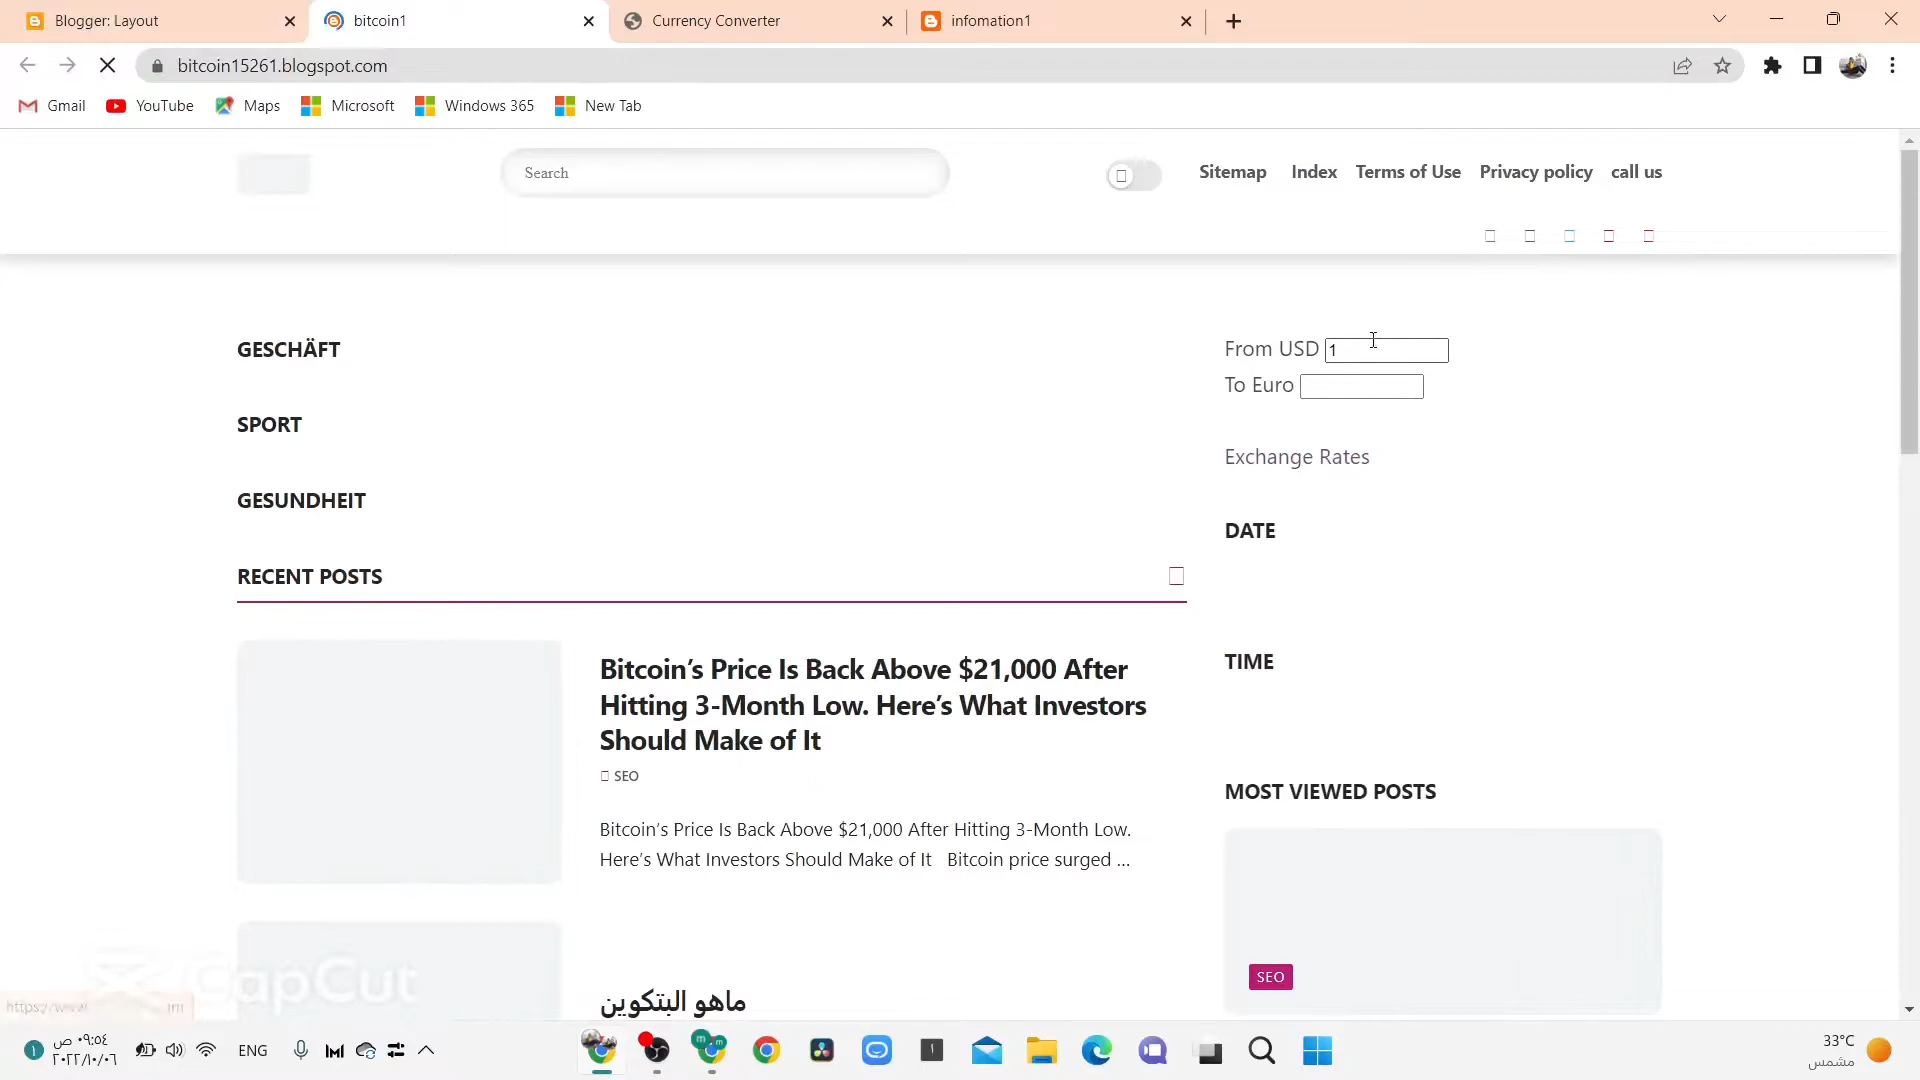 Blogger: Layout
bitcoin1
Currency Converter
infomation1
bitcoin15261.blogspot.com
Gmail
YouTube
Maps
Microsoft
Windows 365
New Tab
Search
Sitemap
Index
Terms of Use
Privacy policy
call us
GESCHÄFT
SPORT
GESUNDHEIT
RECENT POSTS
Bitcoin’s Price Is Back Above $21,000 After
Hitting 3-Month Low. Here’s What Investors
Should Make of It
SEO
Bitcoin’s Price Is Back Above $21,000 After Hitting 3-Month Low.
Here’s What Investors Should Make of It   Bitcoin price surged ...
ماهو البتكوين
From USD 1
To Euro
Exchange Rates
DATE
TIME
MOST VIEWED POSTS
SEO
CapCut
https://www
١
٠٩:٥٤ ص
٢٠٢٢/١٠/٠٦
ENG
33°C
مشمس